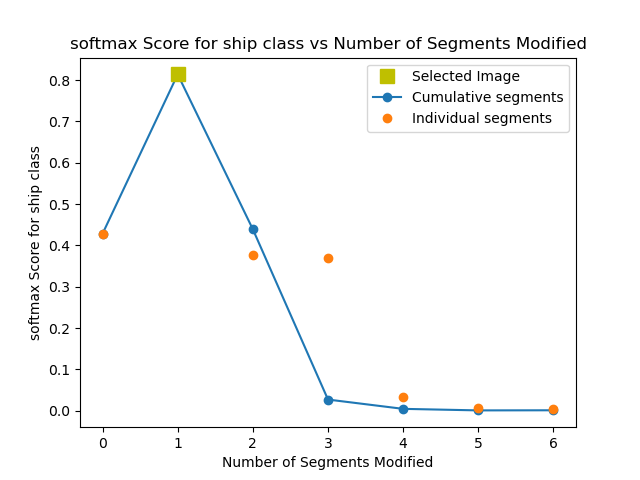 softmax Score for ship class vs Number of Segments Modified
Selected Image
Cumulative segments
Individual segments
softmax Score for ship class
0.8
0.7
0.6
0.5
0.4
0.3
0.2
0.1
0.0
0 1 2 3 4 5 6
Number of Segments Modified